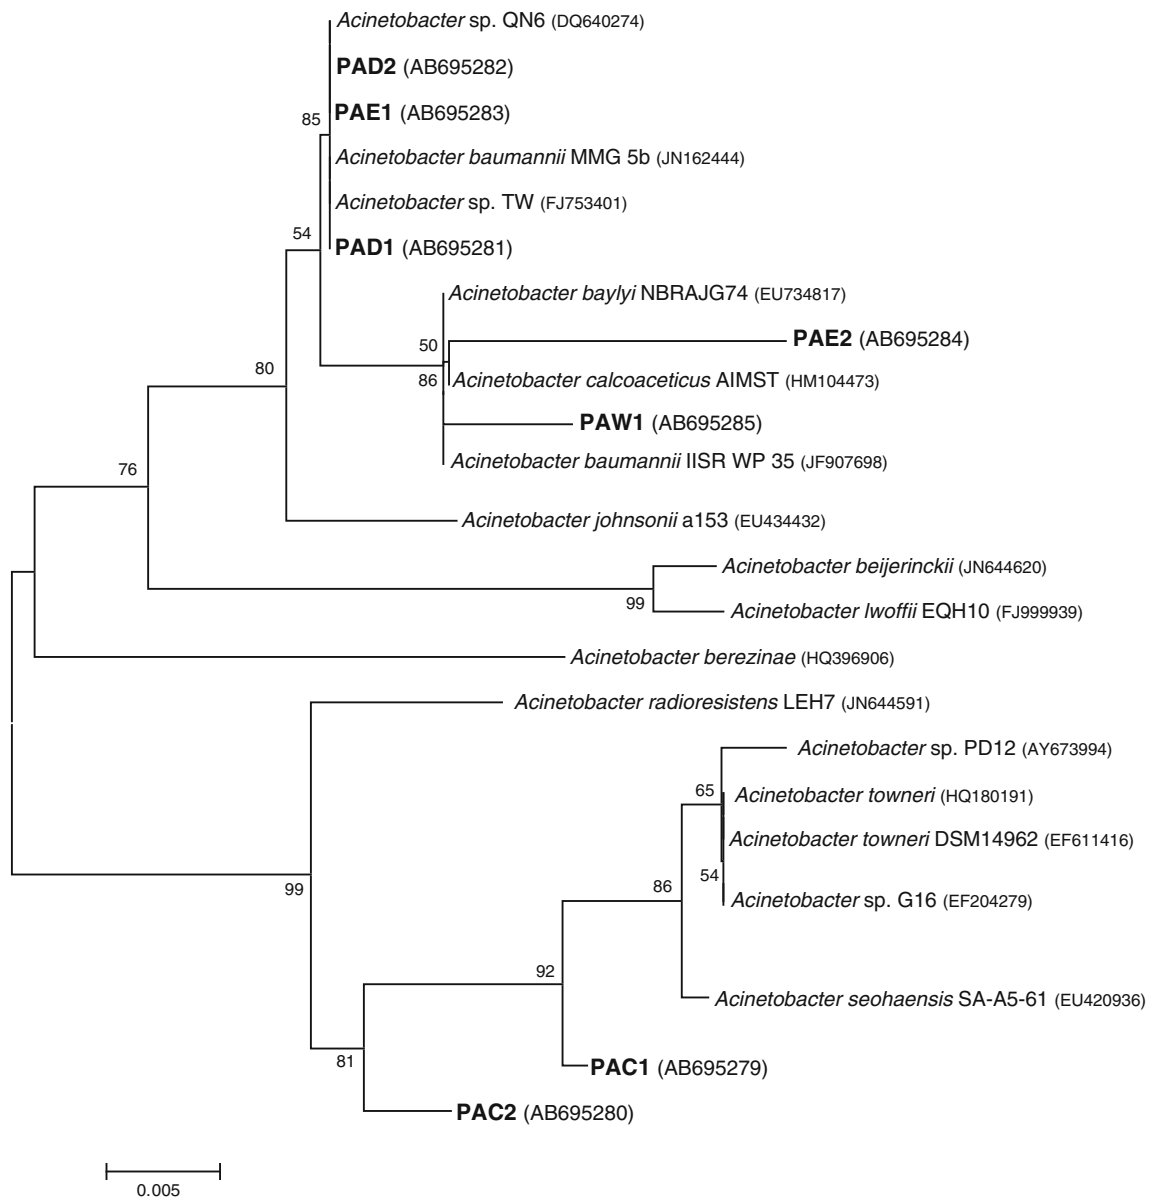 Acinetobacter sp. QN6 (DQ640274)
PAD2 (AB695282)
85
PAE1 (AB695283)
Acinetobacter baumannii MMG 5b (JN162444)
Acinetobacter sp. TW (FJ753401)
54
PAD1 (AB695281)
Acinetobacter baylyi NBRAJG74 (EU734817)
50
PAE2 (AB695284)
80
86
Acinetobacter calcoaceticus AIMST (HM104473)
PAW1 (AB695285)
76
Acinetobacter baumannii IISR WP 35 (JF907698)
Acinetobacter johnsonii a153 (EU434432)
Acinetobacter beijerinckii (JN644620)
99
Acinetobacter lwoffii EQH10 (FJ999939)
Acinetobacter berezinae (HQ396906)
Acinetobacter radioresistens LEH7 (JN644591)
Acinetobacter sp. PD12 (AY673994)
65
Acinetobacter towneri (HQ180191)
Acinetobacter towneri DSM14962 (EF611416)
99
86
54
Acinetobacter sp. G16 (EF204279)
92
Acinetobacter seohaensis SA-A5-61 (EU420936)
81
PAC1 (AB695279)
PAC2 (AB695280)
0.005